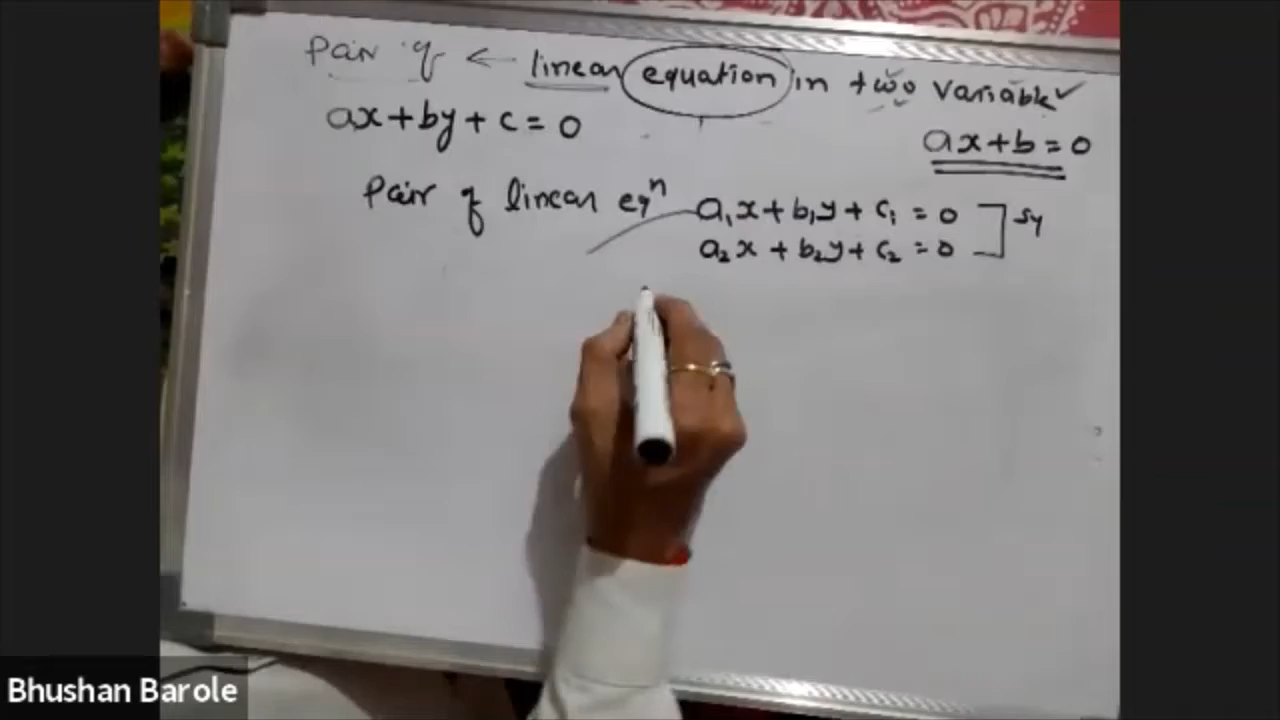 Pair of ← linear equation in two variable ✓
ax+by+c=0
ax+b=0
Pair of linear eqⁿ a₁x+b₁y+c₁=0
a₂x+b₂y+c₂=0
Sy
Bhushan Barole